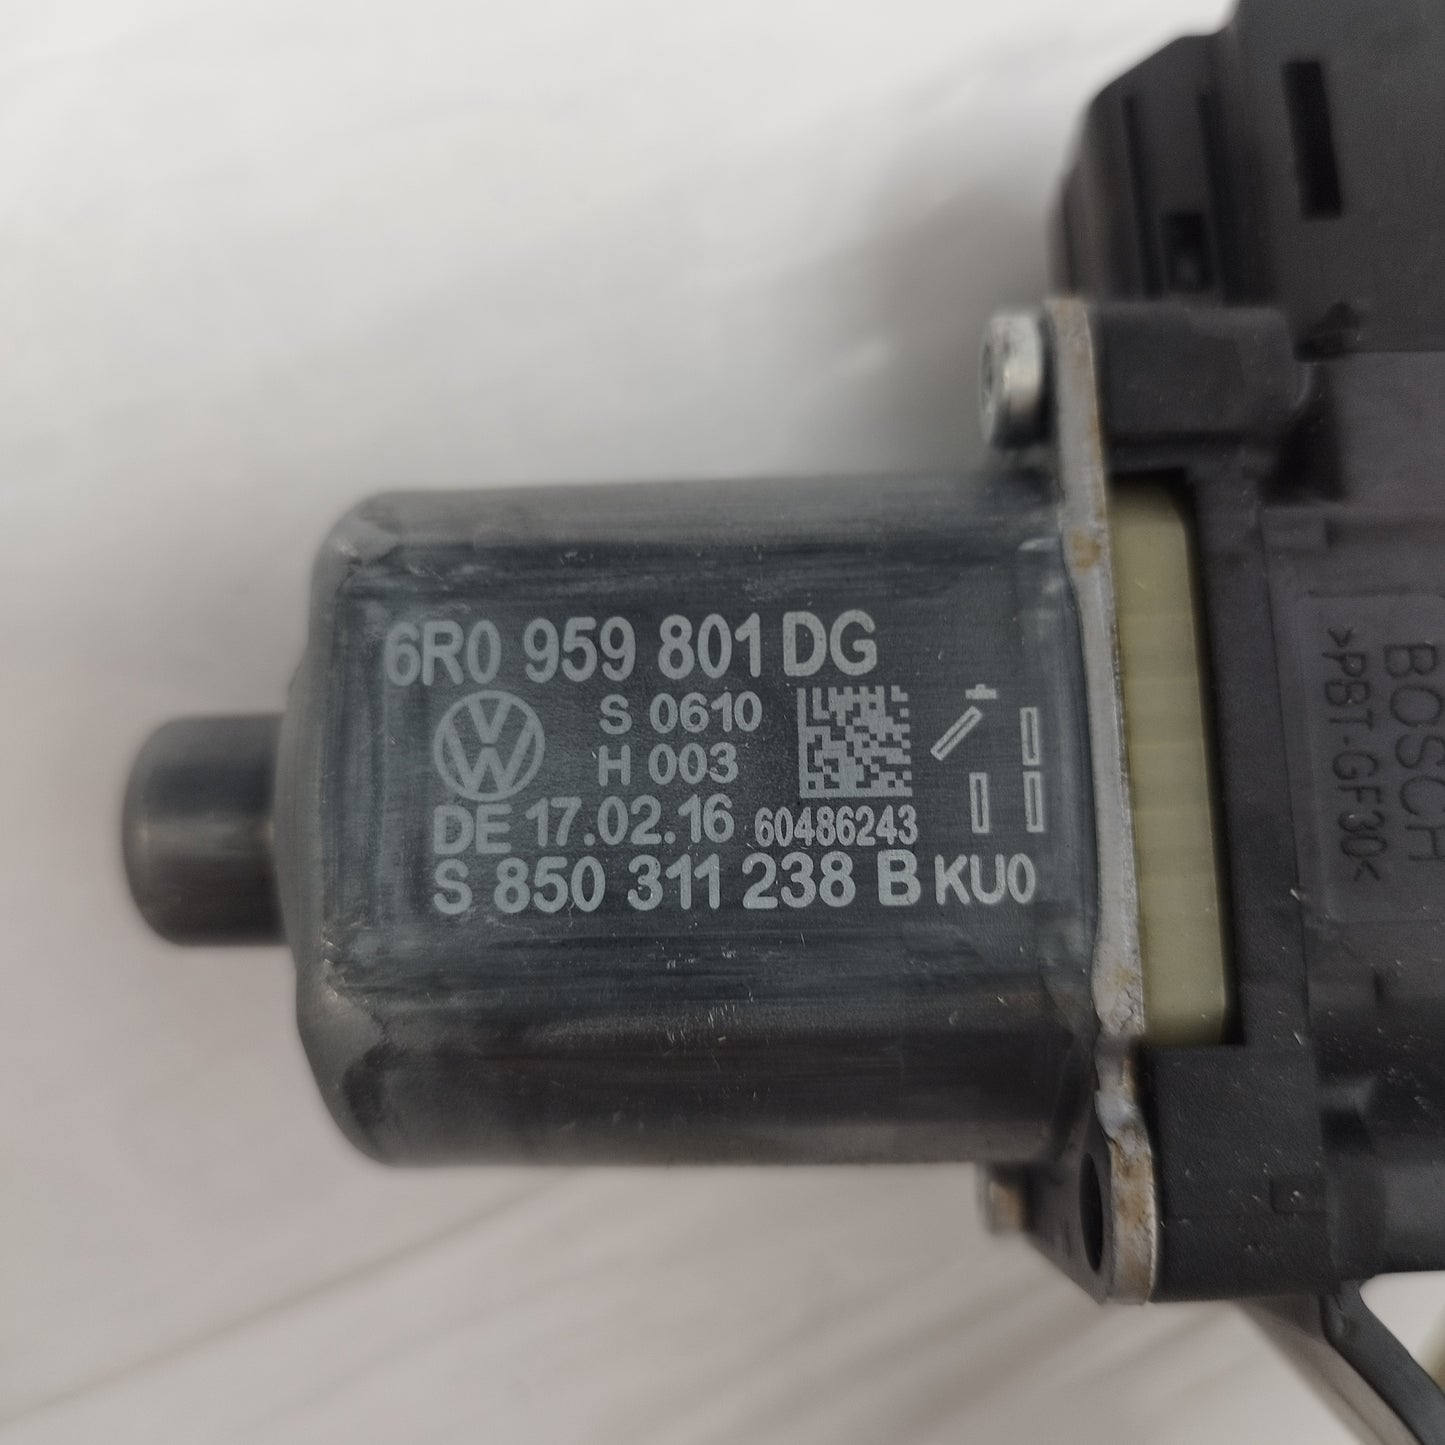 6R0 959 801 DG
S 0610
H 003
DE 17.02.16 60486243
S 850 311 238 B KU0
BOSCH
>PBT-GF30<